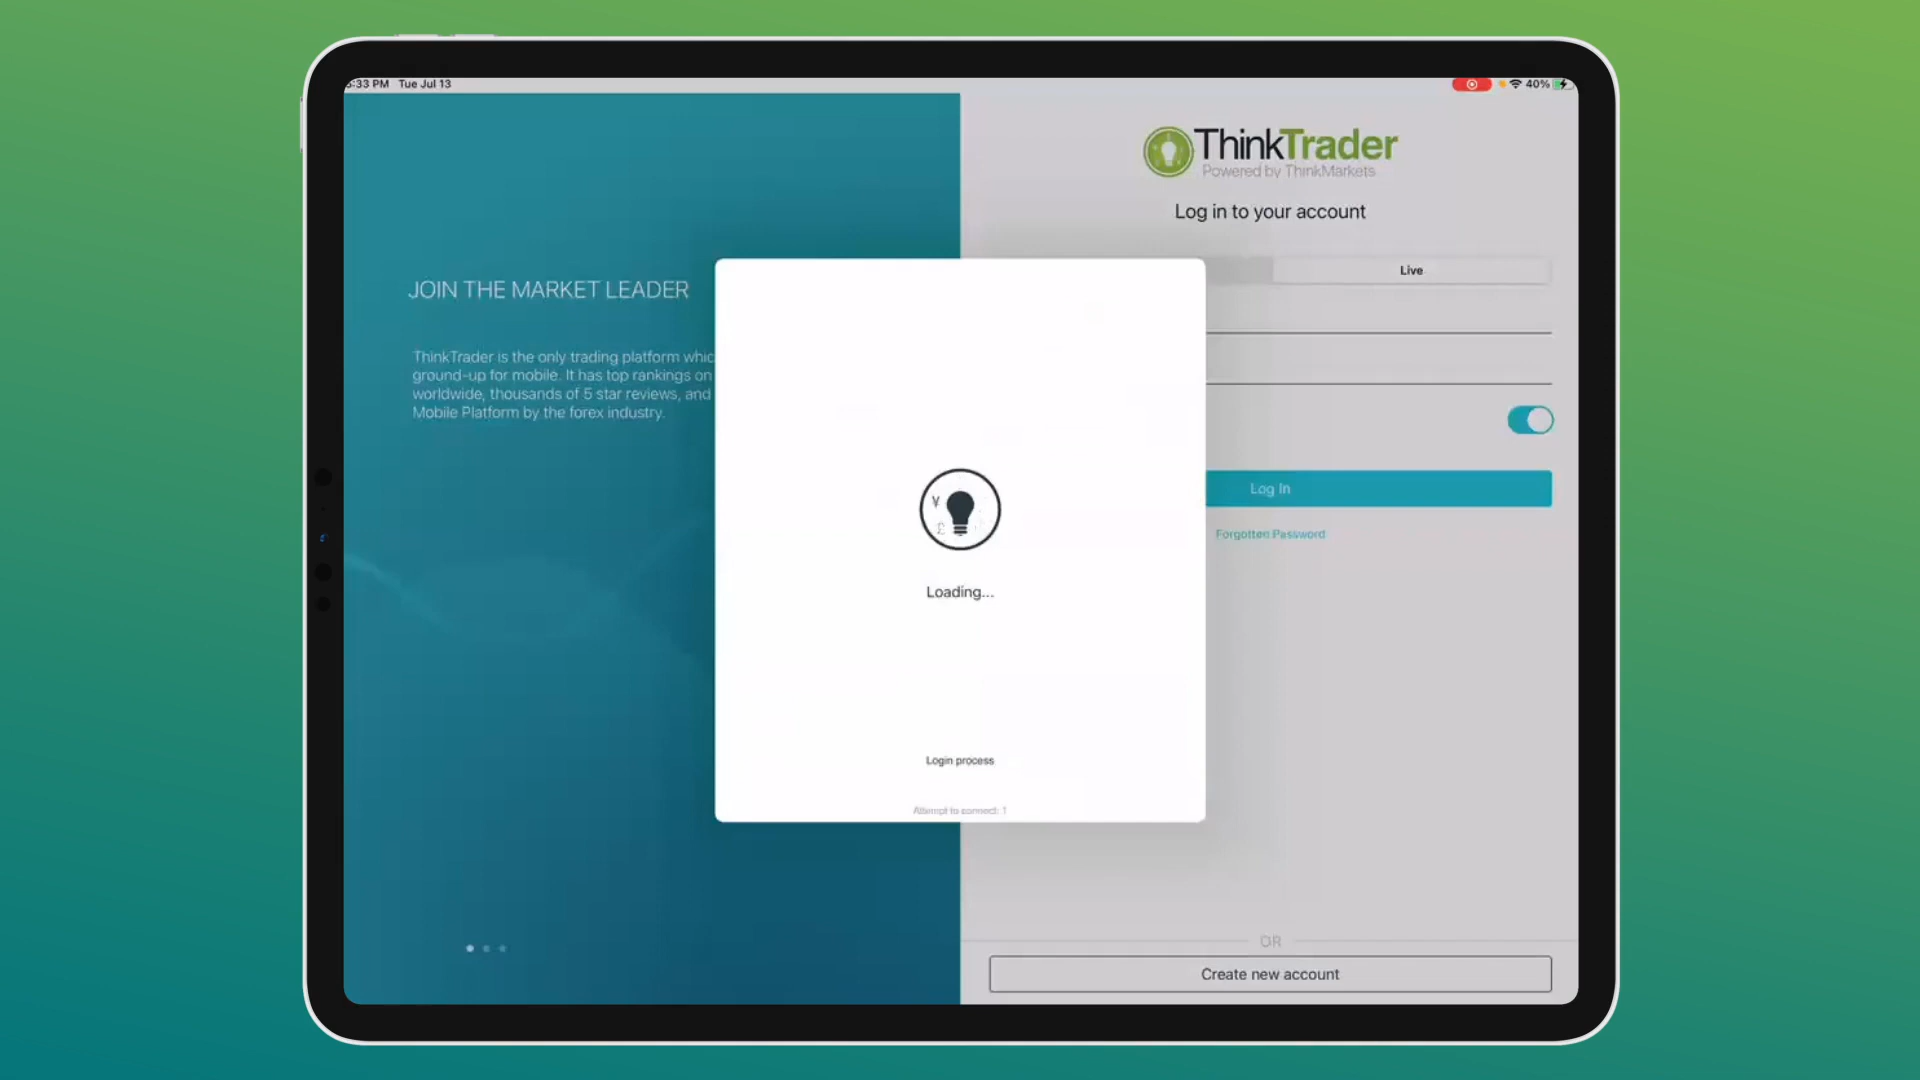 :33 PM Tue Jul 13
40%
ThinkTrader
Powered by ThinkMarkets
Log in to your account
Live
JOIN THE MARKET LEADER
ThinkTrader is the only trading platform whic
ground-up for mobile. It has top rankings on
worldwide, thousands of 5 star reviews, and
Mobile Platform by the forex industry.
¥
£
Loading...
Log In
Forgotten Password
Login process
Attempt to connect: 1
OR
Create new account